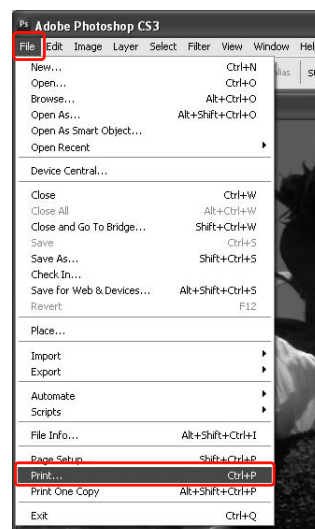 Ps Adobe Photoshop CS3
File Edit Image Layer Select Filter View Window Hel
New... Ctrl+N
Open... Ctrl+O
Browse... Alt+Ctrl+O
Open As... Alt+Shift+Ctrl+O
Open As Smart Object...
Open Recent
Device Central...
Close Ctrl+W
Close All Alt+Ctrl+W
Close and Go To Bridge... Shift+Ctrl+W
Save Ctrl+S
Save As... Shift+Ctrl+S
Check In...
Save for Web & Devices... Alt+Shift+Ctrl+S
Revert F12
Place...
Import
Export
Automate
Scripts
File Info... Alt+Shift+Ctrl+I
Page Setup... Shift+Ctrl+P
Print... Ctrl+P
Print One Copy Alt+Shift+Ctrl+P
Exit Ctrl+Q